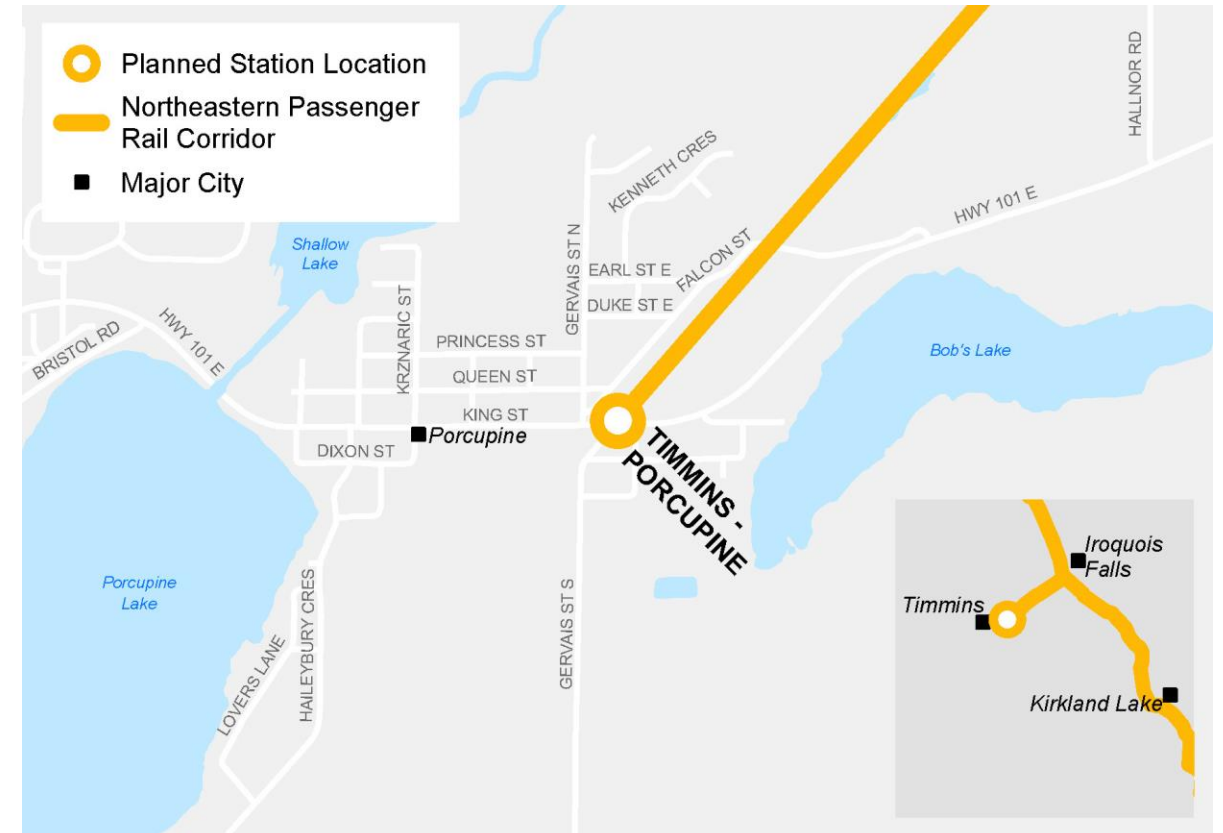 Planned Station Location
Northeastern Passenger
Rail Corridor
Major City
HALLNOR RD
KENNETH CRES
HWY 101 E
Shallow
Lake
GERVAIS ST N
EARL ST E
FALCON ST
DUKE ST E
BRISTOL RD
HWY 101 E
KRZNARIC ST
PRINCESS ST
QUEEN ST
Bob's Lake
KING ST
Porcupine
DIXON ST
TIMMINS -
PORCUPINE
Porcupine
Lake
LOVERS LANE
HAILEYBURY CRES
GERVAIS ST S
Iroquois
Falls
Timmins
Kirkland Lake